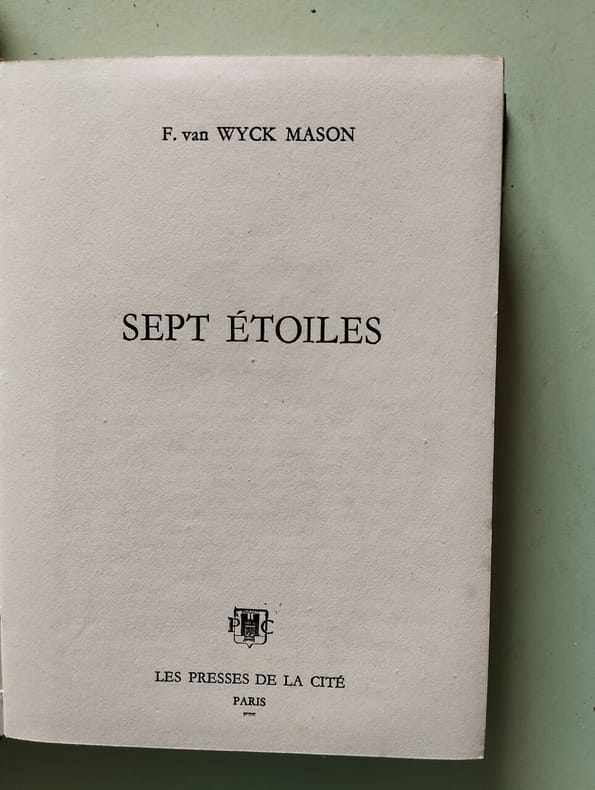 F. van WYCK MASON
SEPT ÉTOILES
P C
LES PRESSES DE LA CITÉ
PARIS